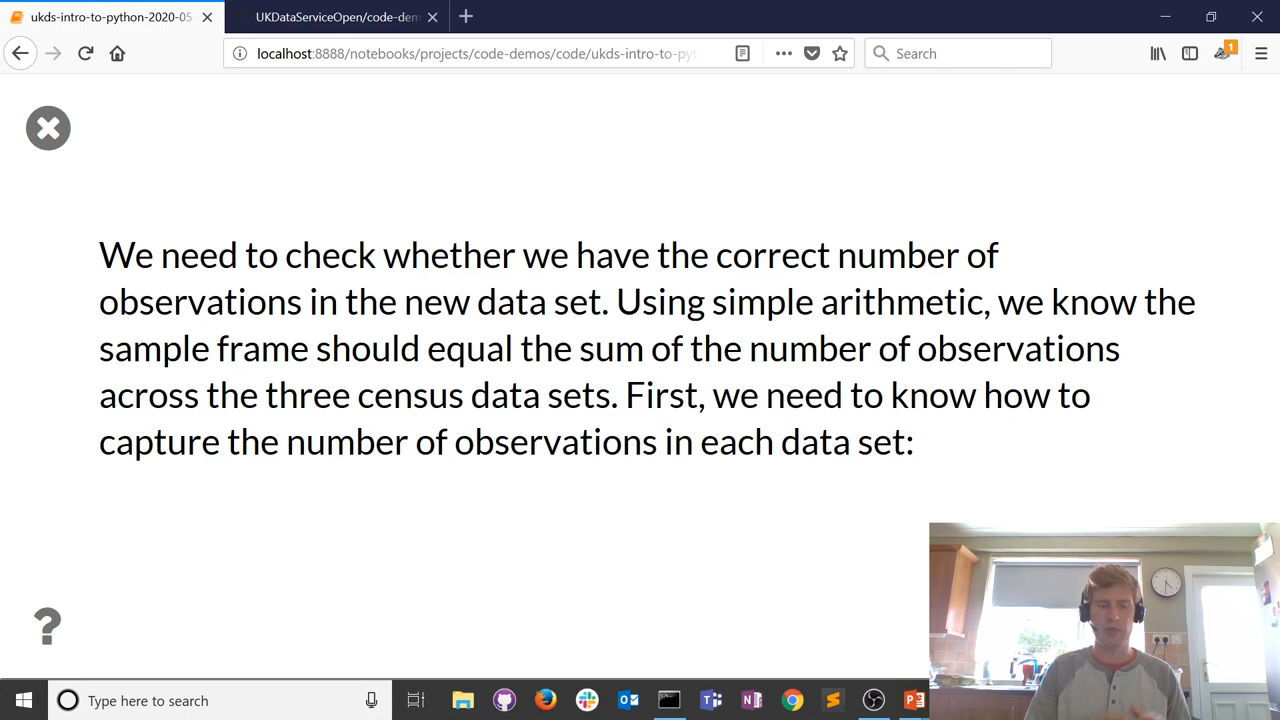 ukds-intro-to-python-2020-05-
UKDataServiceOpen/code-dem
localhost:8888/notebooks/projects/code-demos/code/ukds-intro-to-pyt
Search
1
We need to check whether we have the correct number of
observations in the new data set. Using simple arithmetic, we know the
sample frame should equal the sum of the number of observations
across the three census data sets. First, we need to know how to
capture the number of observations in each data set:
?
Type here to search